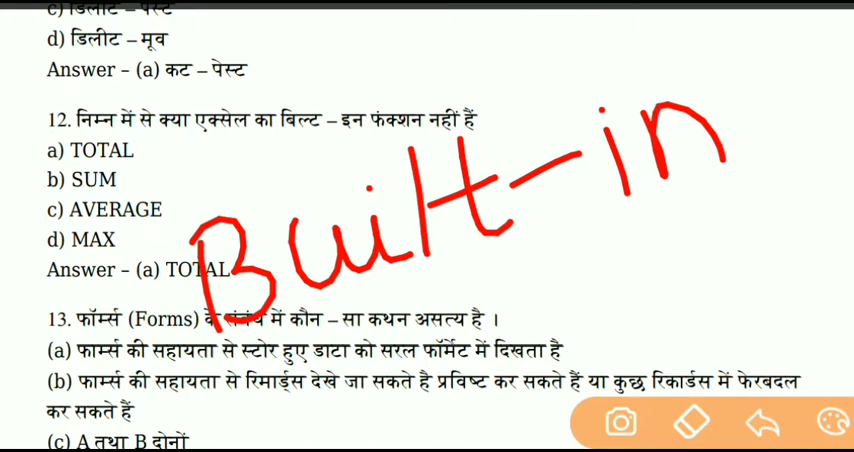 c) डिलीट – पेस्ट
d) डिलीट – मूव
Answer – (a) कट – पेस्ट
12. निम्न में से क्या एक्सेल का बिल्ट – इन फंक्शन नहीं हैं
a) TOTAL
b) SUM
c) AVERAGE
d) MAX
Answer – (a) TOTAL
Built-in
13. फॉर्म्स (Forms) के संबंध में कौन – सा कथन असत्य है ।
(a) फार्म्स की सहायता से स्टोर हुए डाटा को सरल फॉर्मेट में दिखता है
(b) फार्म्स की सहायता से रिमार्ड्स देखे जा सकते है प्रविष्ट कर सकते हैं या कुछ रिकार्डस में फेरबदल
कर सकते हैं
(c) A तथा B दोनों